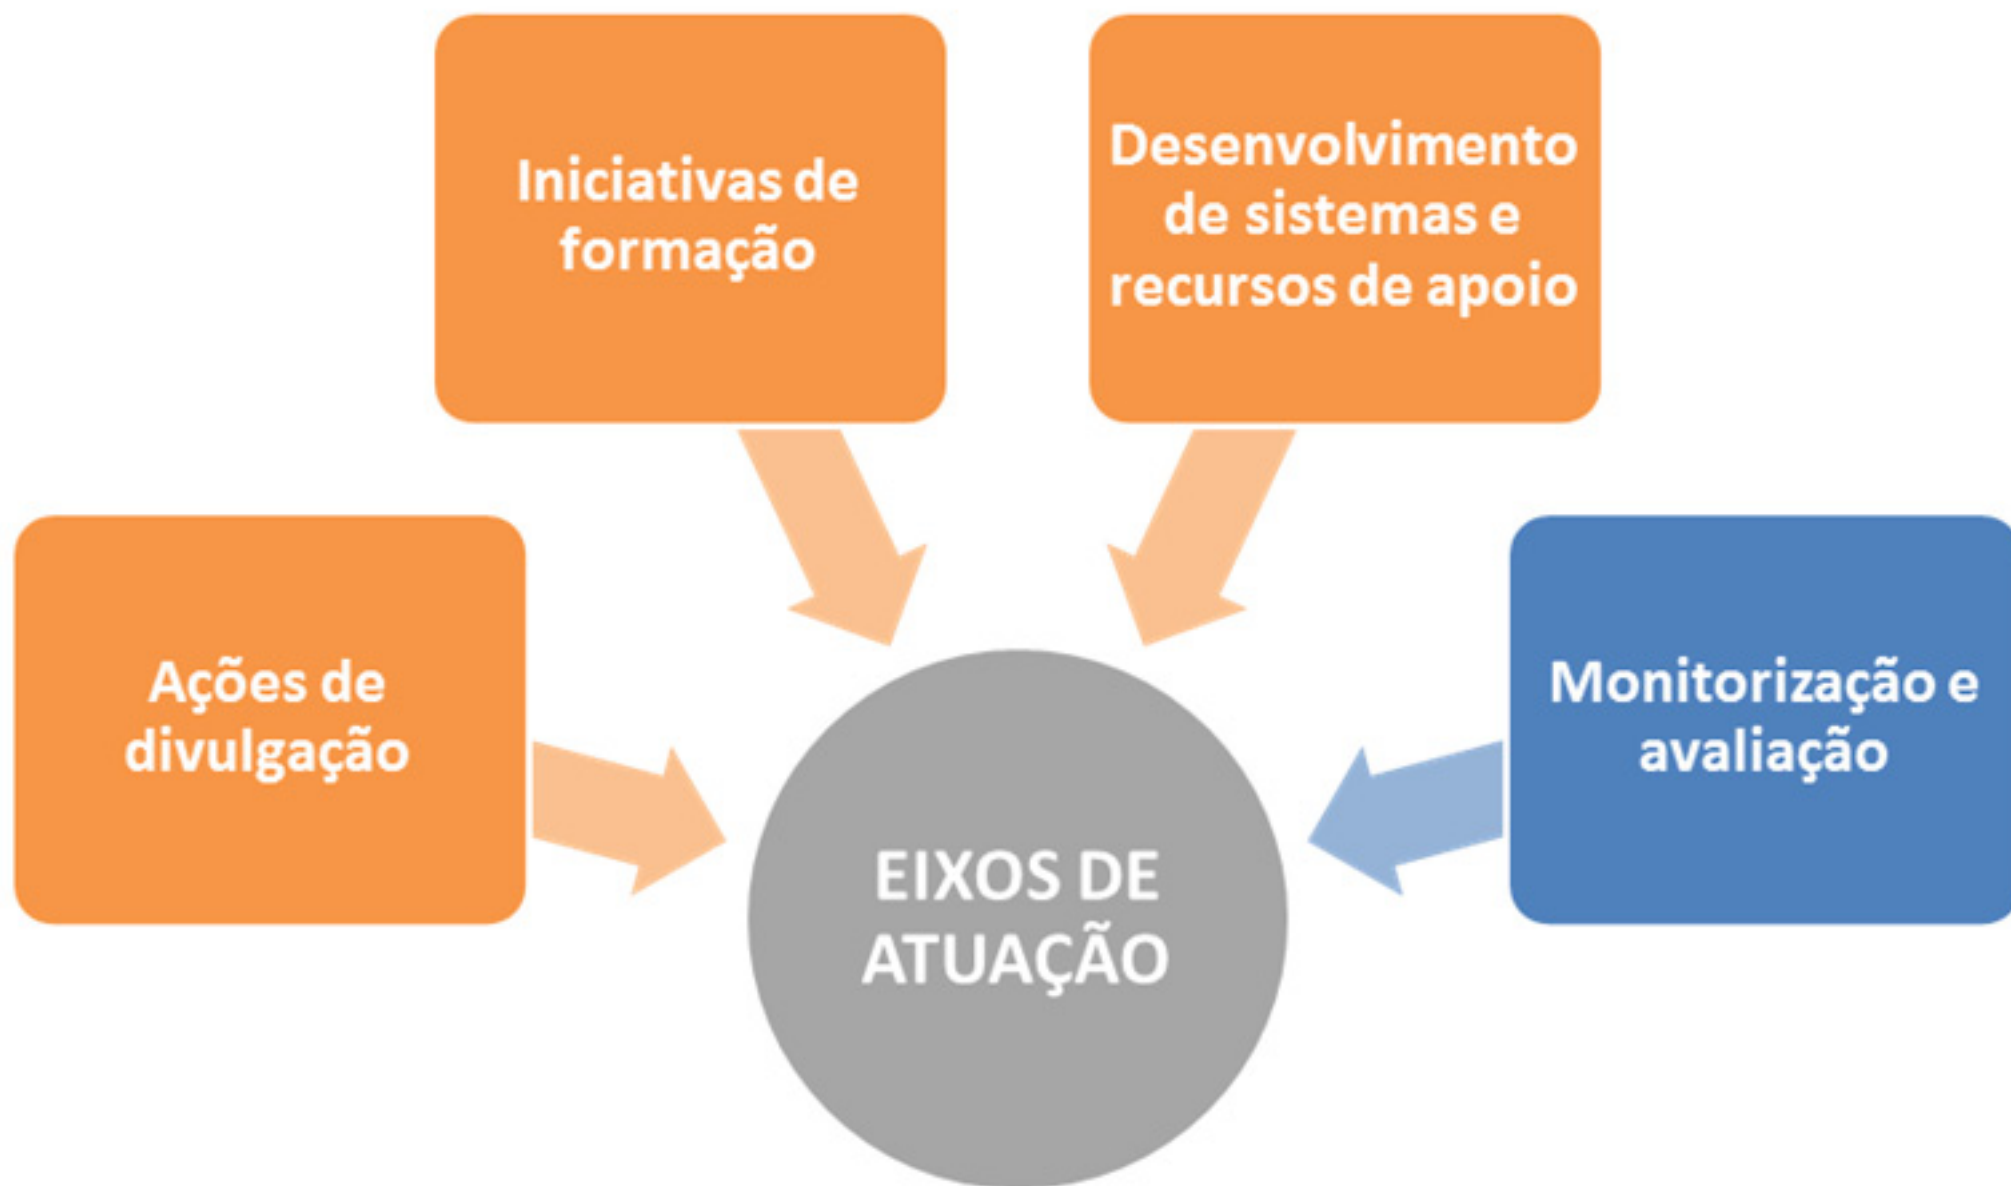 Iniciativas de
formação
Desenvolvimento
de sistemas e
recursos de apoio
Ações de
divulgação
Monitorização e
avaliação
EIXOS DE
ATUAÇÃO